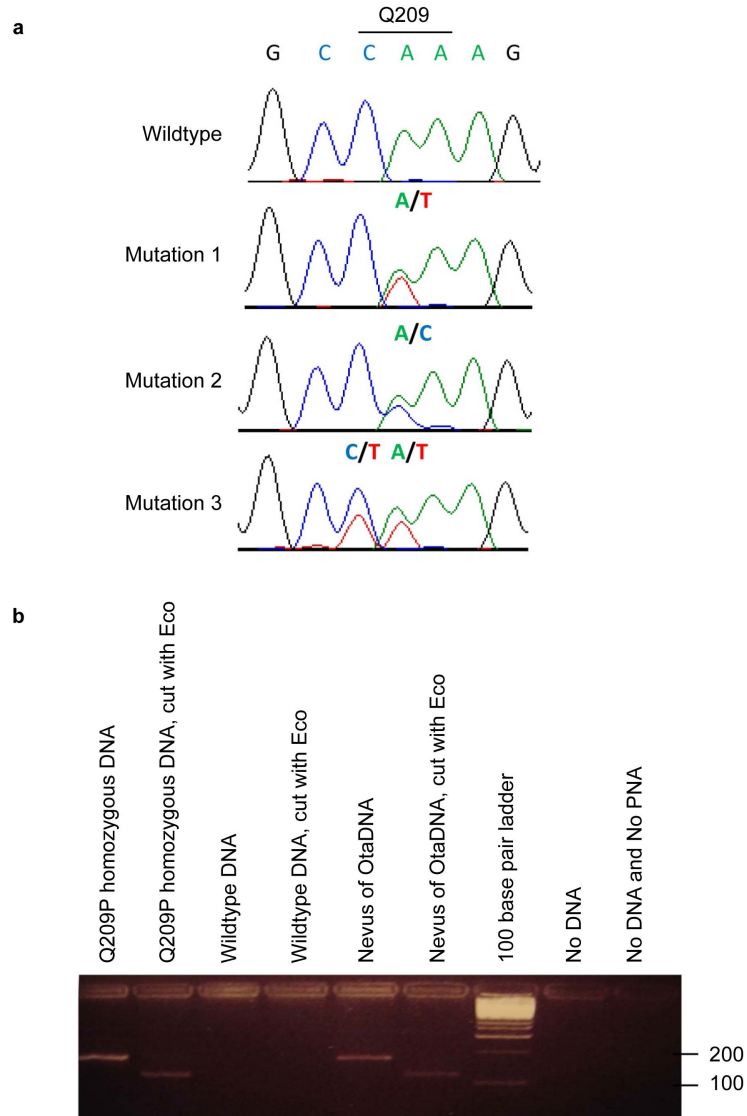 a
Q209
G C C A A A G
Wildtype
A/T
Mutation 1
A/C
Mutation 2
C/T A/T
Mutation 3
b
Q209P homozygous DNA
Q209P homozygous DNA, cut with Eco
Wildtype DNA
Wildtype DNA, cut with Eco
Nevus of OtaDNA
Nevus of OtaDNA, cut with Eco
100 base pair ladder
No DNA
No DNA and No PNA
200
100